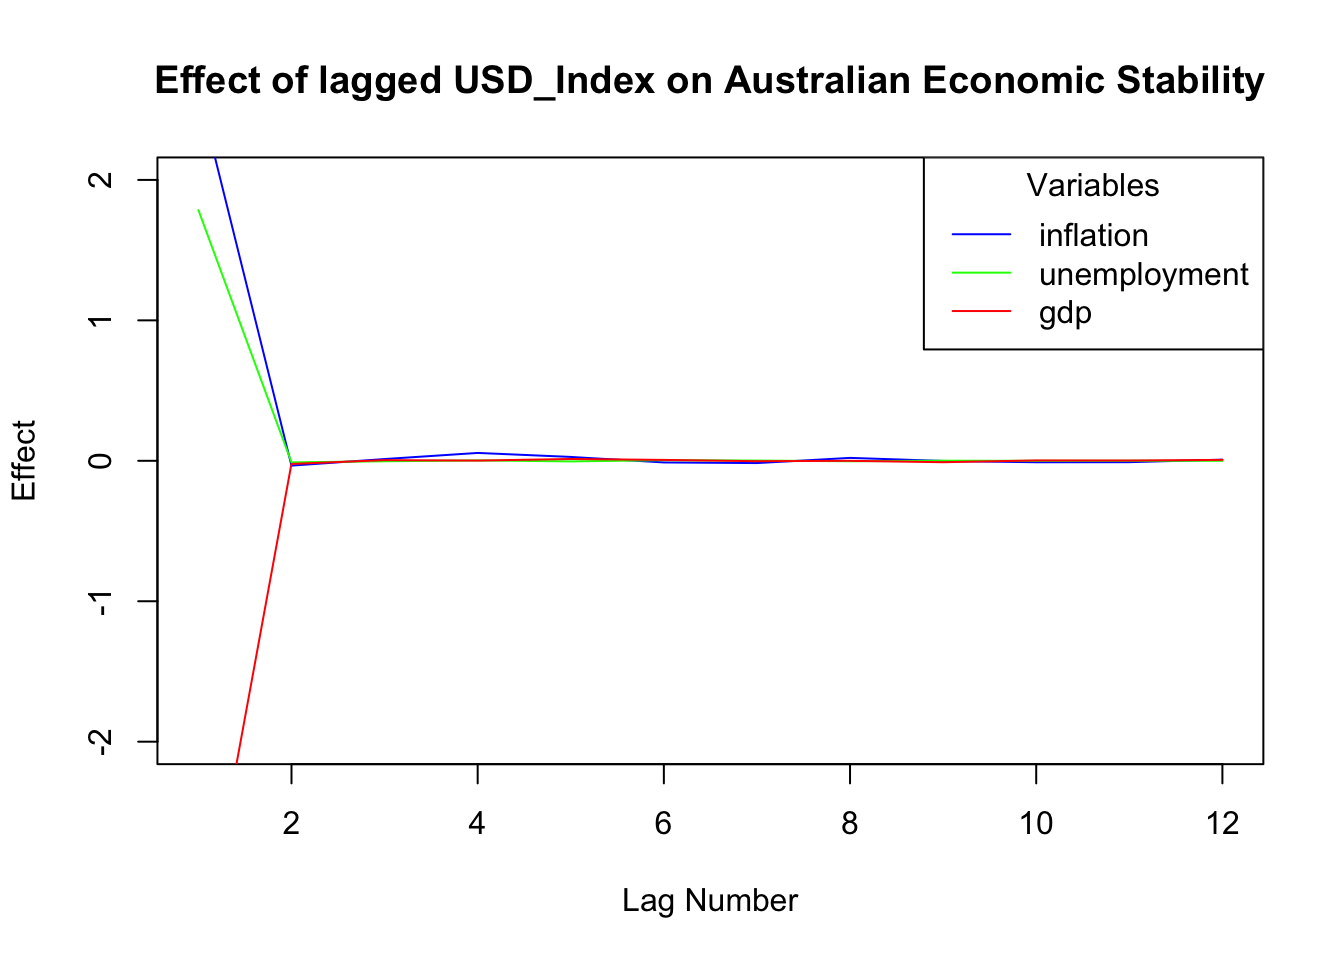 Effect of lagged USD_Index on Australian Economic Stability
Variables
inflation
unemployment
gdp
2
1
0
-1
-2
Effect
2 4 6 8 10 12
Lag Number